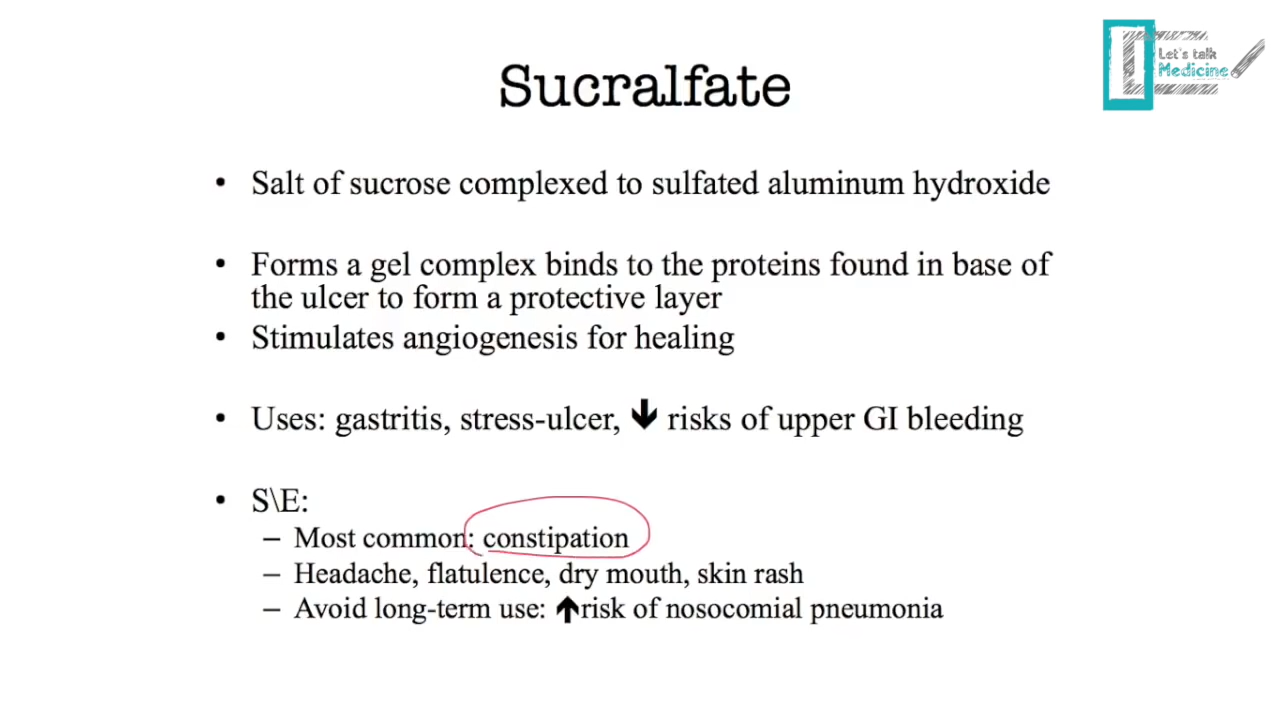 Let's talk
Medicine
Sucralfate
• Salt of sucrose complexed to sulfated aluminum hydroxide
• Forms a gel complex binds to the proteins found in base of
the ulcer to form a protective layer
• Stimulates angiogenesis for healing
• Uses: gastritis, stress-ulcer, 🡇 risks of upper GI bleeding
• S\E:
– Most common: constipation
– Headache, flatulence, dry mouth, skin rash
– Avoid long-term use: 🡅risk of nosocomial pneumonia